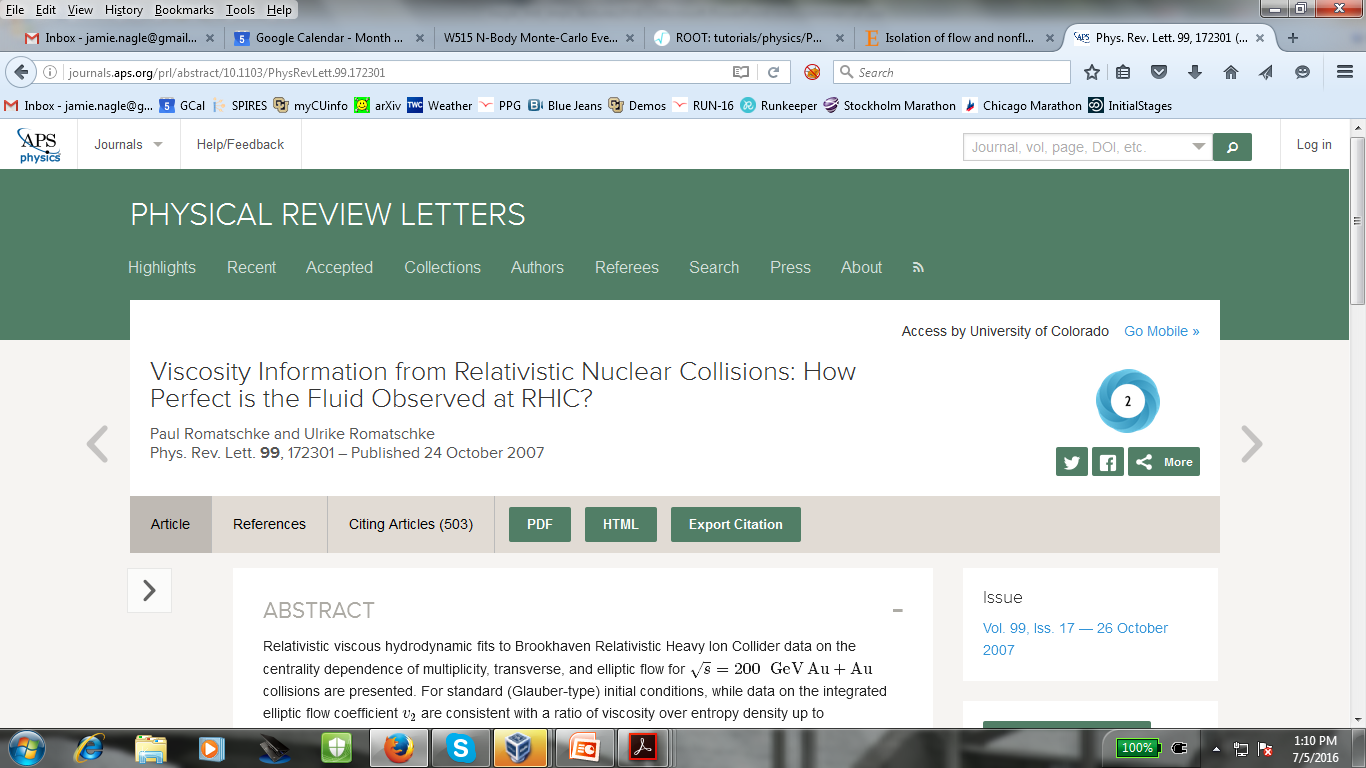 File Edit View History Bookmarks Tools Help
Inbox - jamie.nagle@gmail...
5 Google Calendar - Month ...
W515 N-Body Monte-Carlo Eve...
ROOT: tutorials/physics/P...
E Isolation of flow and nonfl...
APS Phys. Rev. Lett. 99, 172301 (...
journals.aps.org/prl/abstract/10.1103/PhysRevLett.99.172301
Search
Inbox - jamie.nagle@g... 5 GCal SPIRES myCUinfo arXiv TWC Weather PPG Bi Blue Jeans Demos RUN-16 Runkeeper Stockholm Marathon Chicago Marathon InitialStages
APS physics
Journals
Help/Feedback
Journal, vol, page, DOI, etc.
Log in
PHYSICAL REVIEW LETTERS
Highlights Recent Accepted Collections Authors Referees Search Press About
Access by University of Colorado Go Mobile »
Viscosity Information from Relativistic Nuclear Collisions: How
Perfect is the Fluid Observed at RHIC?
2
Paul Romatschke and Ulrike Romatschke
Phys. Rev. Lett. 99, 172301 – Published 24 October 2007
More
Article References Citing Articles (503) PDF HTML Export Citation
ABSTRACT
Relativistic viscous hydrodynamic fits to Brookhaven Relativistic Heavy Ion Collider data on the
centrality dependence of multiplicity, transverse, and elliptic flow for √s = 200 GeV Au + Au
collisions are presented. For standard (Glauber-type) initial conditions, while data on the integrated
elliptic flow coefficient v₂ are consistent with a ratio of viscosity over entropy density up to
Issue
Vol. 99, Iss. 17 — 26 October
2007
100%
1:10 PM
7/5/2016